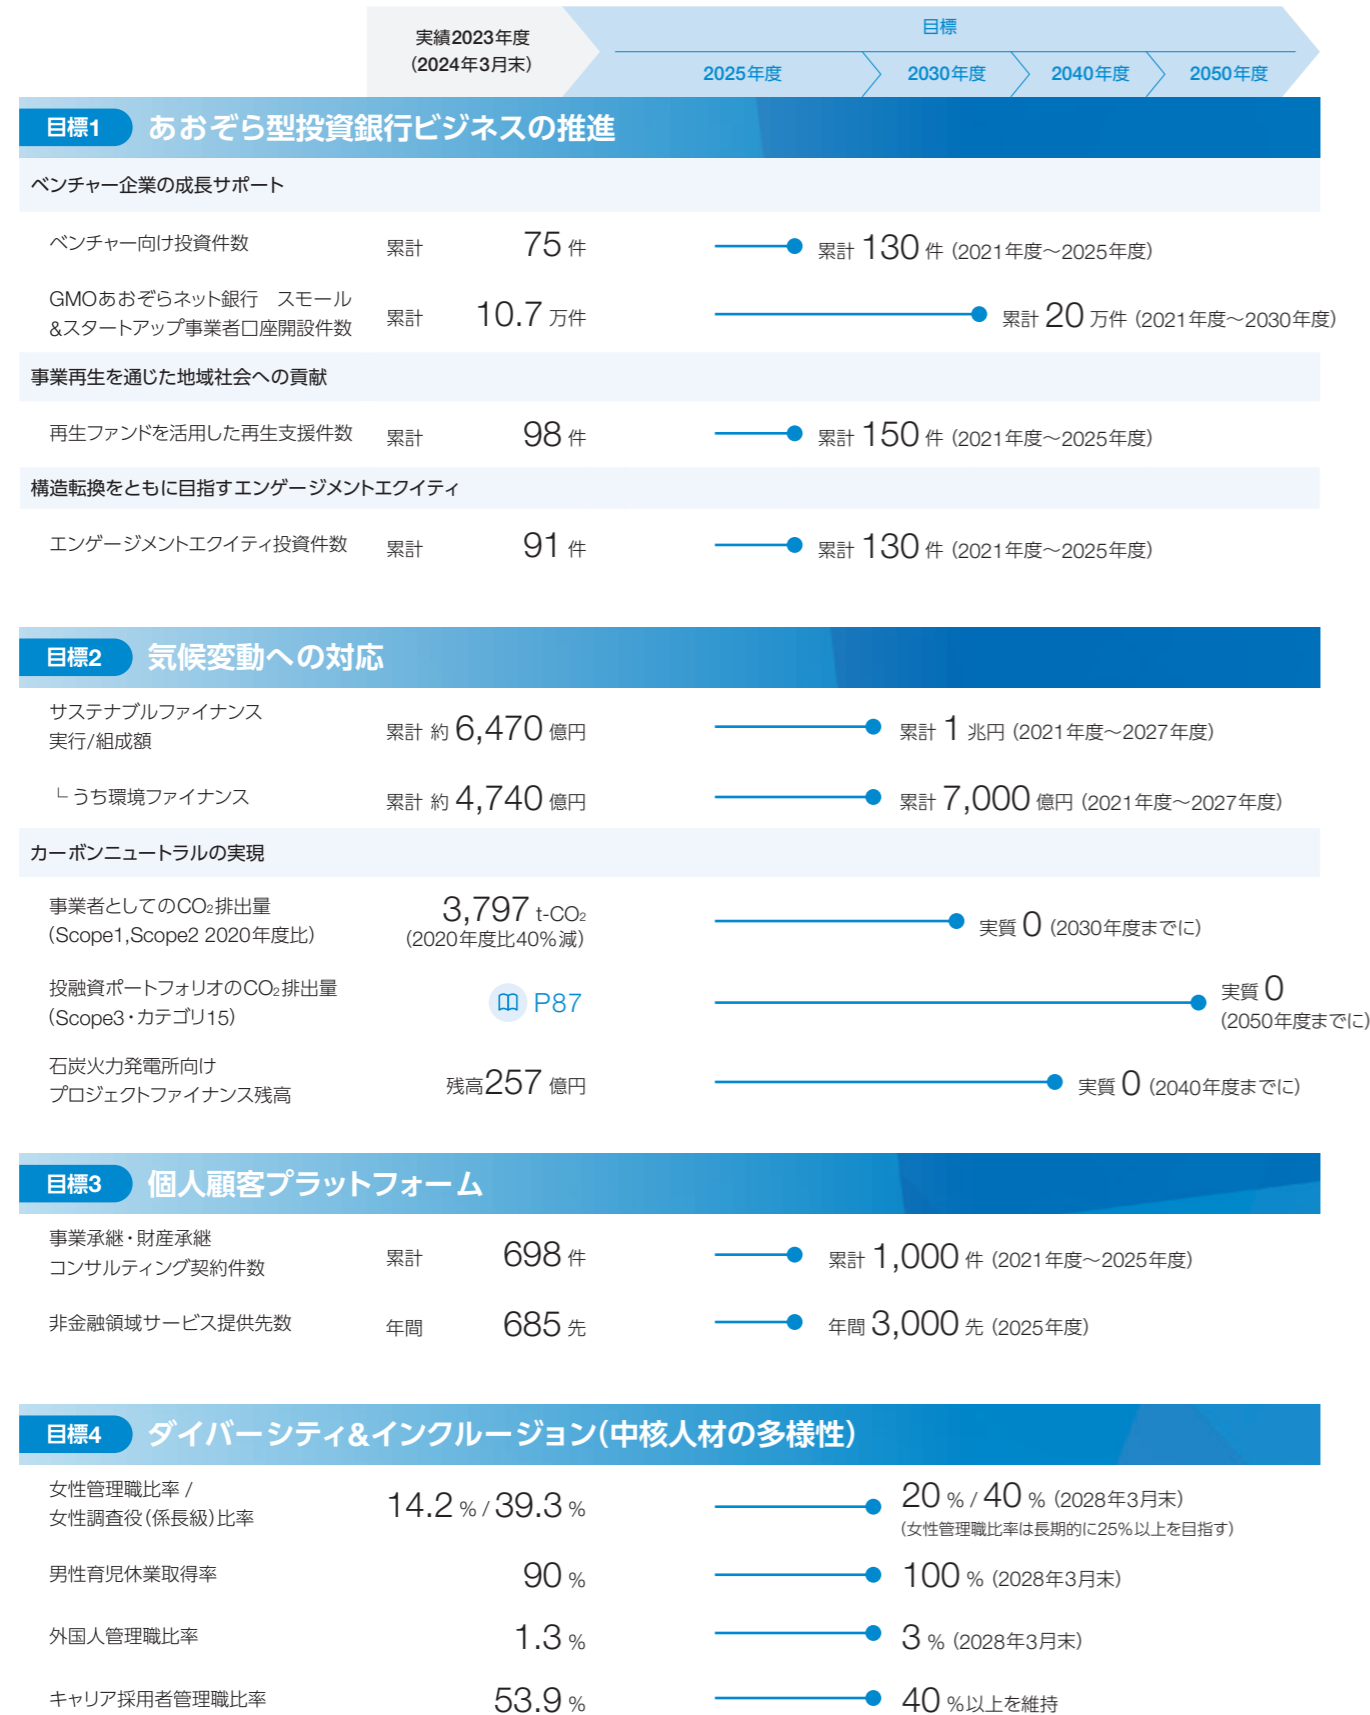 実績2023年度
（2024年3月末）
目標
2025年度
2030年度
2040年度
2050年度
目標1 あおぞら型投資銀行ビジネスの推進
ベンチャー企業の成長サポート
ベンチャー向け投資件数 累計 75 件 累計 130 件（2021年度～2025年度）
GMOあおぞらネット銀行　スモール
&スタートアップ事業者口座開設件数 累計 10.7 万件 累計 20 万件（2021年度～2030年度）
事業再生を通じた地域社会への貢献
再生ファンドを活用した再生支援件数 累計 98 件 累計 150 件（2021年度～2025年度）
構造転換をともに目指すエンゲージメントエクイティ
エンゲージメントエクイティ投資件数 累計 91 件 累計 130 件（2021年度～2025年度）
目標2 気候変動への対応
サステナブルファイナンス
実行/組成額 累計 約 6,470 億円 累計 1 兆円（2021年度～2027年度）
└ うち環境ファイナンス 累計 約 4,740 億円 累計 7,000 億円（2021年度～2027年度）
カーボンニュートラルの実現
事業者としてのCO₂排出量
（Scope1,Scope2 2020年度比）
3,797 t-CO₂
（2020年度比40%減）
実質 0（2030年度までに）
投融資ポートフォリオのCO₂排出量
（Scope3・カテゴリ15）
P87
実質 0
（2050年度までに）
石炭火力発電所向け
プロジェクトファイナンス残高 残高257 億円 実質 0（2040年度までに）
目標3 個人顧客プラットフォーム
事業承継・財産承継
コンサルティング契約件数 累計 698 件 累計 1,000 件（2021年度～2025年度）
非金融領域サービス提供先数 年間 685 先 年間 3,000 先（2025年度）
目標4 ダイバーシティ&インクルージョン（中核人材の多様性）
女性管理職比率 /
女性調査役（係長級）比率
14.2 % / 39.3 %
20 % / 40 %（2028年3月末）
（女性管理職比率は長期的に25%以上を目指す）
男性育児休業取得率 90 % 100 %（2028年3月末）
外国人管理職比率 1.3 % 3 %（2028年3月末）
キャリア採用者管理職比率 53.9 % 40 %以上を維持